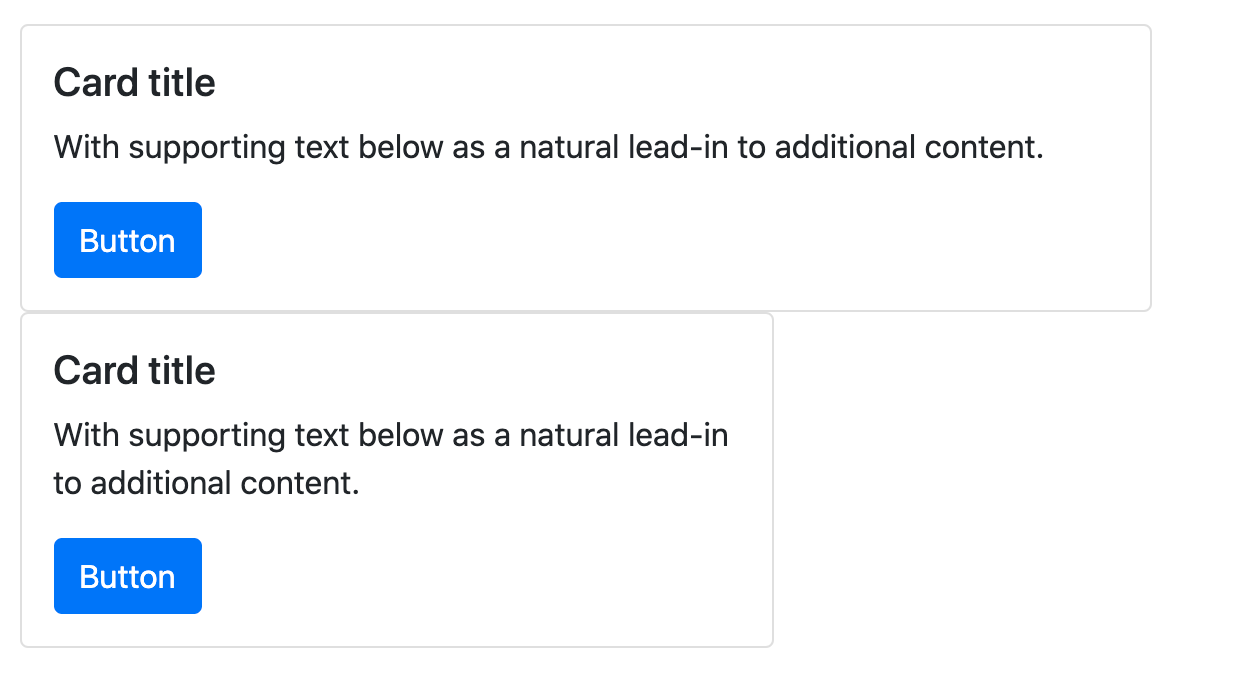 Card title
With supporting text below as a natural lead-in to additional content.
Button
Card title
With supporting text below as a natural lead-in
to additional content.
Button